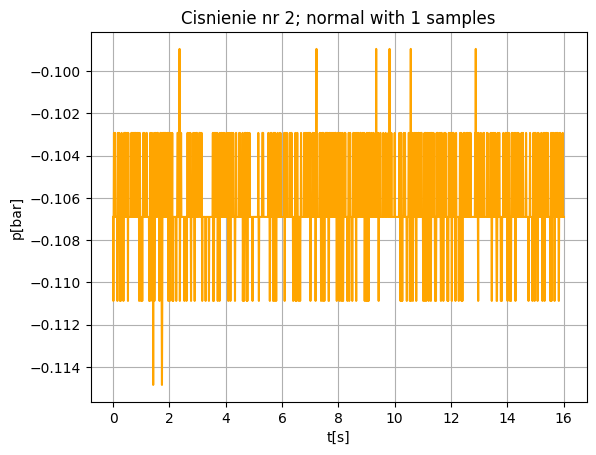 Cisnienie nr 2; normal with 1 samples
p[bar]
−0.100
−0.102
−0.104
−0.106
−0.108
−0.110
−0.112
−0.114
0 2 4 6 8 10 12 14 16
t[s]